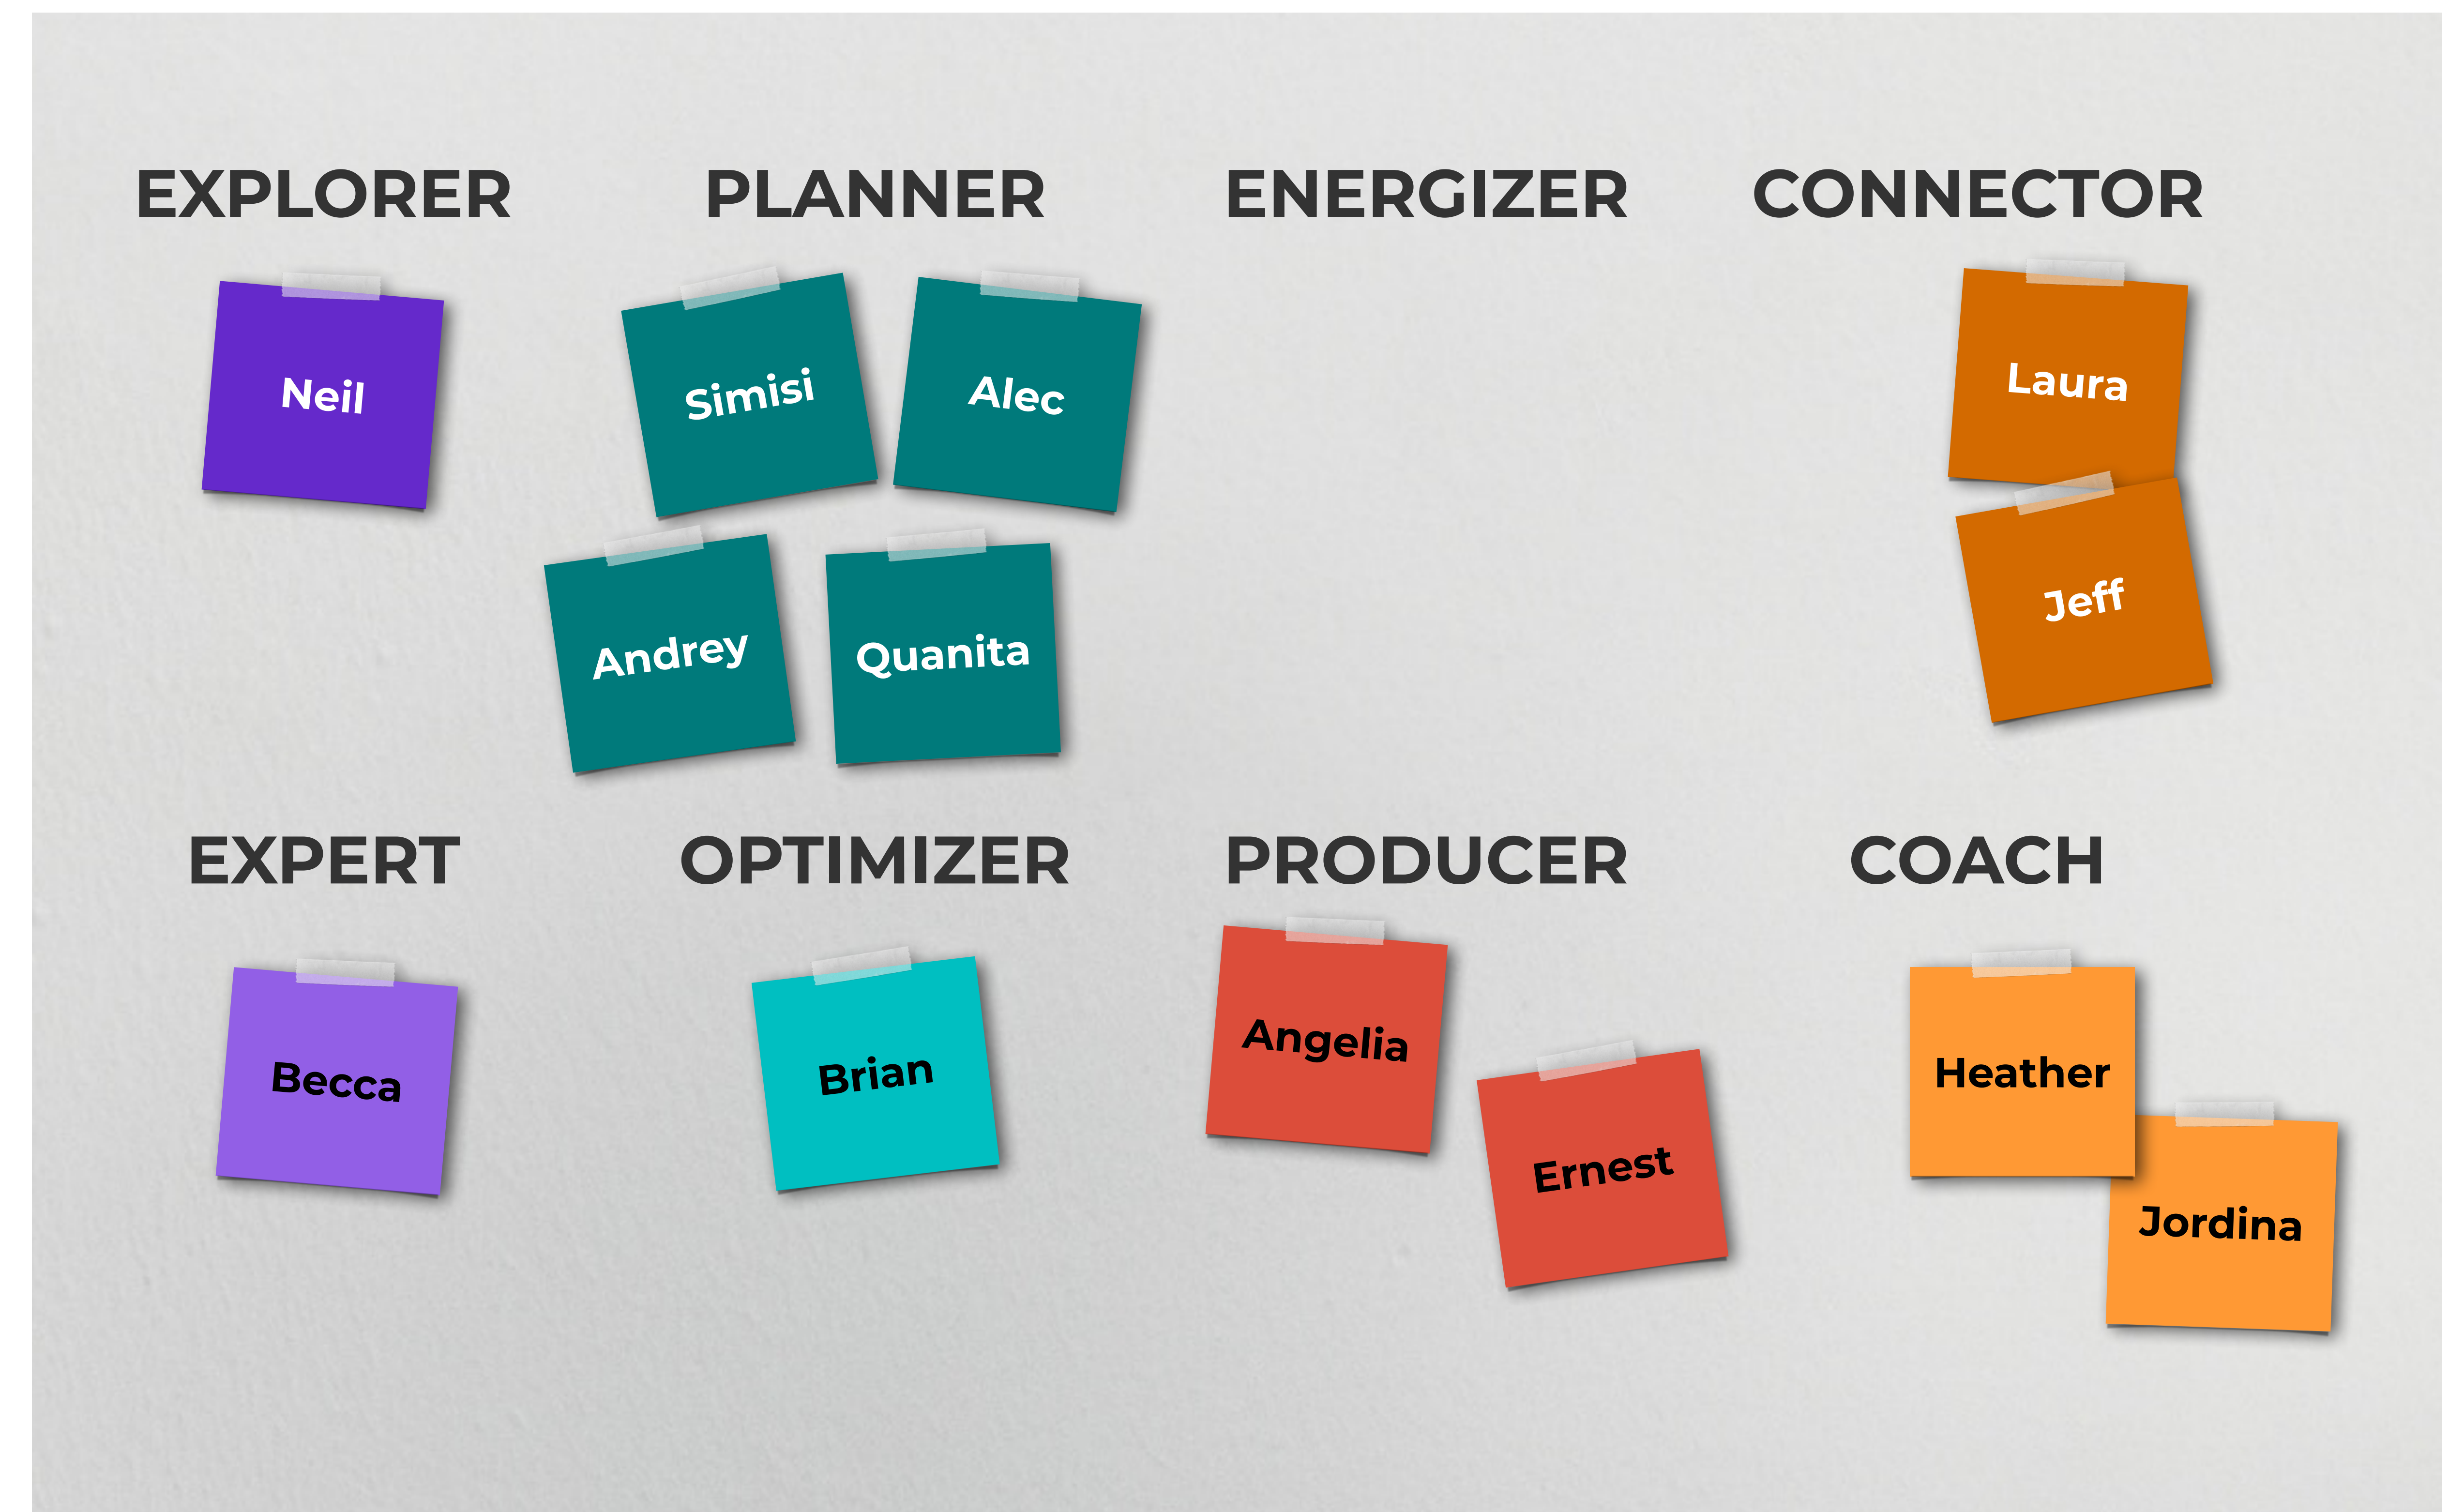 EXPLORER
PLANNER
ENERGIZER
CONNECTOR
Neil
Simisi
Alec
Laura
Andrey
Quanita
Jeff
EXPERT
OPTIMIZER
PRODUCER
COACH
Becca
Brian
Angelia
Ernest
Heather
Jordina